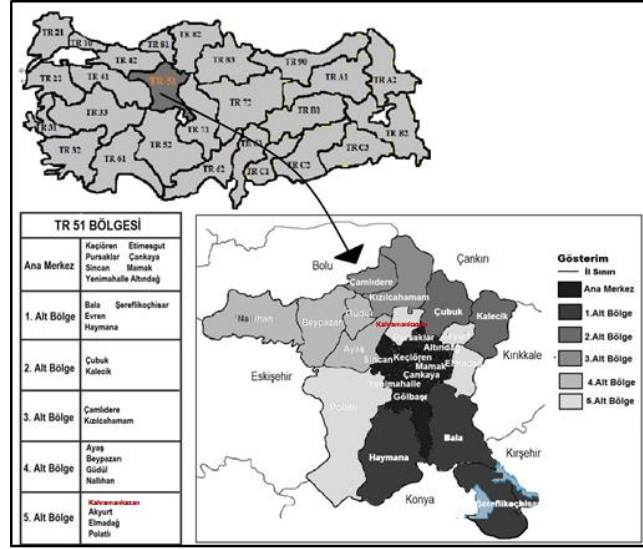 TR 21
TR 10
TR 81
TR 82
TR 42
TR 83
TR 90
TR A1
TR A2
TR 22
TR 41
TR 51
TR 72
TR B1
TR B2
TR 33
TR 31
TR 32
TR 61
TR 52
TR 71
TR 62
TR C1
TR C2
TR C3
TR 51 BÖLGESİ
Ana Merkez
Keçiören Etimesgut
Pursaklar Çankaya
Sincan Mamak
Yenimahalle Altındağ
1. Alt Bölge
Bala Şereflikoçhisar
Evren
Haymana
2. Alt Bölge
Çubuk
Kalecik
3. Alt Bölge
Çamlıdere
Kızılcahamam
4. Alt Bölge
Ayaş
Beypazarı
Güdül
Nallıhan
5. Alt Bölge
Kahramankazan
Akyurt
Elmadağ
Polatlı
Bolu
Çankırı
Çamlıdere
Kızılcahamam
Nallıhan
Beypazarı
Güdül
Kahramankazan
Çubuk
Kalecik
Pursaklar
Akyurt
Altındağ
Ayaş
Sincan
Keçiören
Mamak
Elmadağ
Çankaya
Yenimahalle
Gölbaşı
Kırıkkale
Eskişehir
Polatlı
Haymana
Bala
Kırşehir
Konya
Şereflikoçhisar
Gösterim
İl Sınırı
Ana Merkez
1.Alt Bölge
2.Alt Bölge
3.Alt Bölge
4.Alt Bölge
5.Alt Bölge